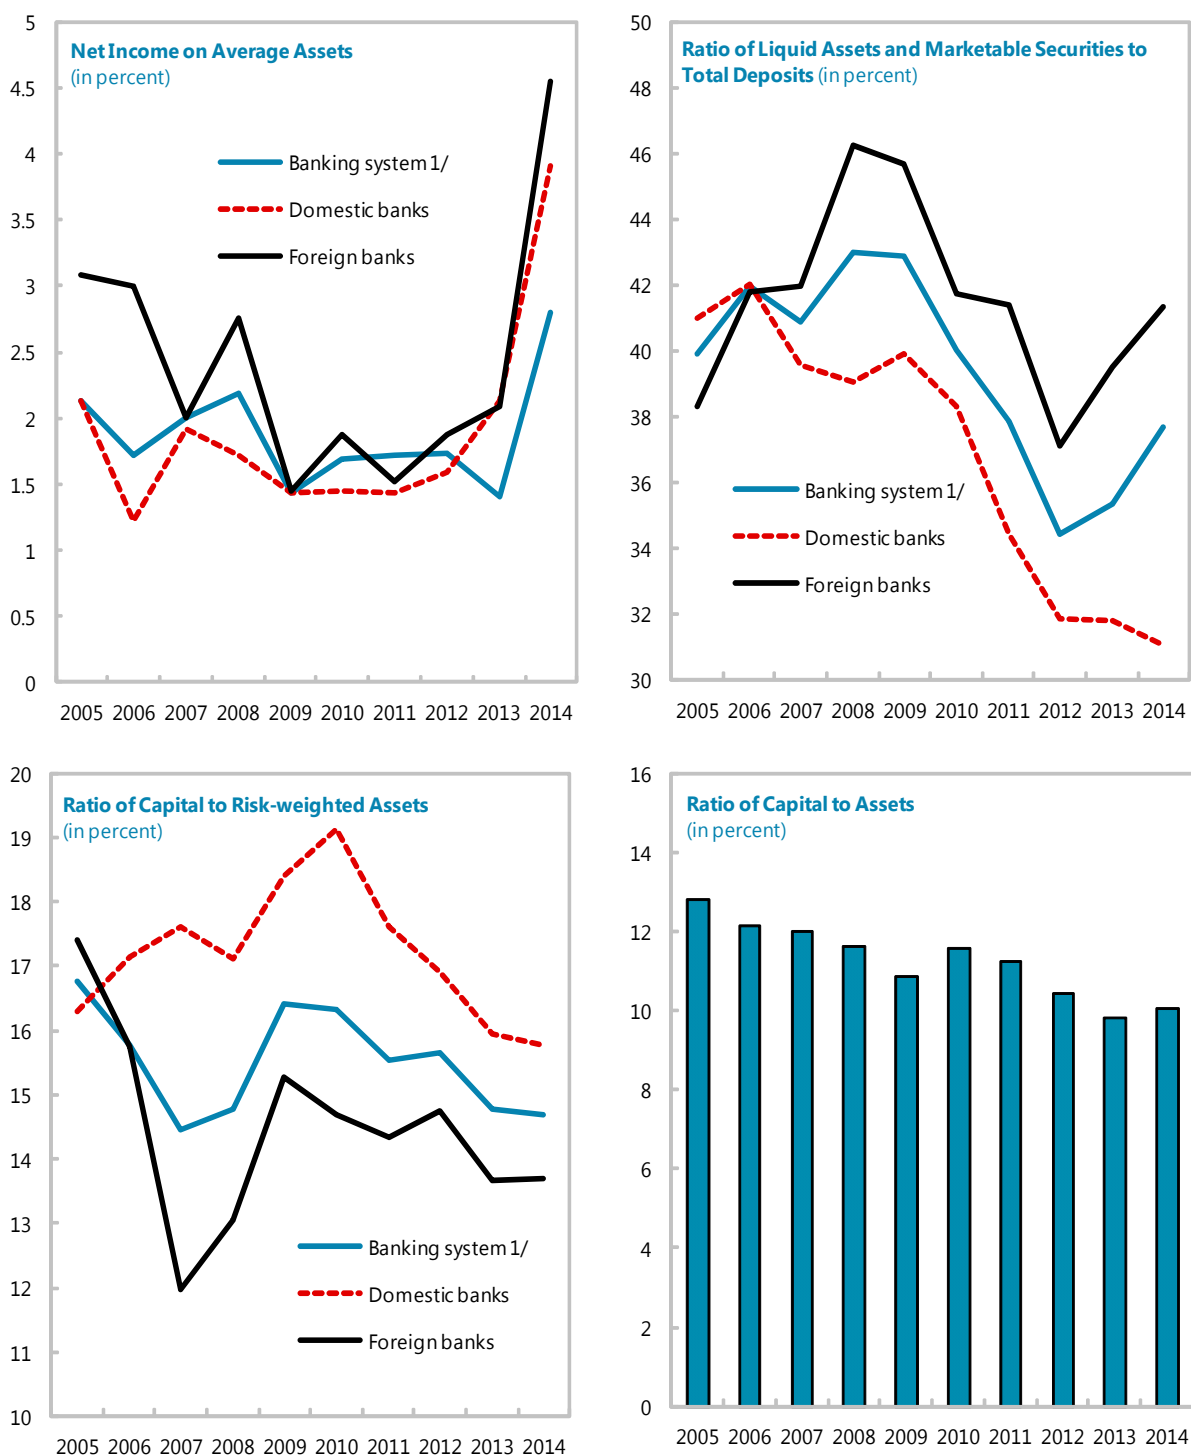 Net Income on Average Assets
(in percent)
5
4.5
4
3.5
3
2.5
2
1.5
1
0.5
0
Banking system 1/
Domestic banks
Foreign banks
2005 2006 2007 2008 2009 2010 2011 2012 2013 2014
Ratio of Liquid Assets and Marketable Securities to
Total Deposits (in percent)
50
48
46
44
42
40
38
36
34
32
30
Banking system 1/
Domestic banks
Foreign banks
2005 2006 2007 2008 2009 2010 2011 2012 2013 2014
Ratio of Capital to Risk-weighted Assets
(in percent)
20
19
18
17
16
15
14
13
12
11
10
Banking system 1/
Domestic banks
Foreign banks
2005 2006 2007 2008 2009 2010 2011 2012 2013 2014
Ratio of Capital to Assets
(in percent)
16
14
12
10
8
6
4
2
0
2005 2006 2007 2008 2009 2010 2011 2012 2013 2014